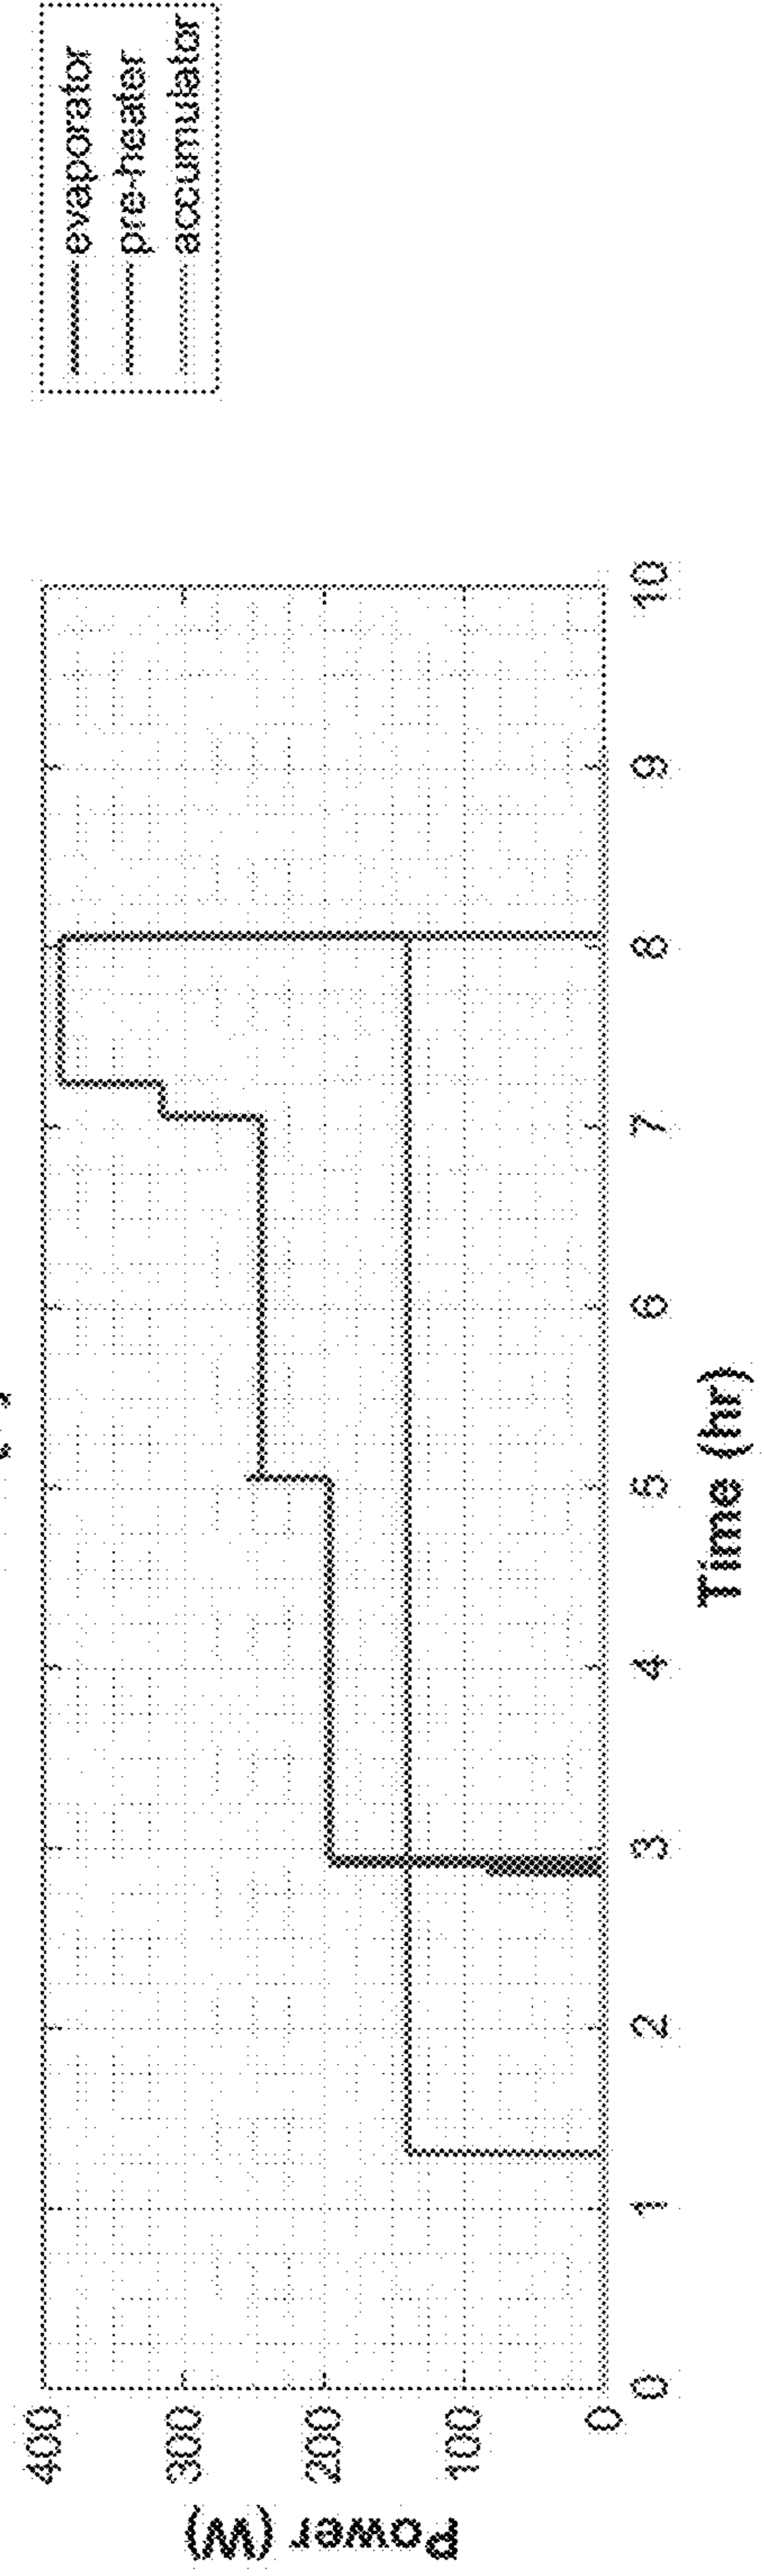 evaporator
pre-heater
accumulator
Power (W)
400
300
200
100
0
0 1 2 3 4 5 6 7 8 9 10
Time (hr)